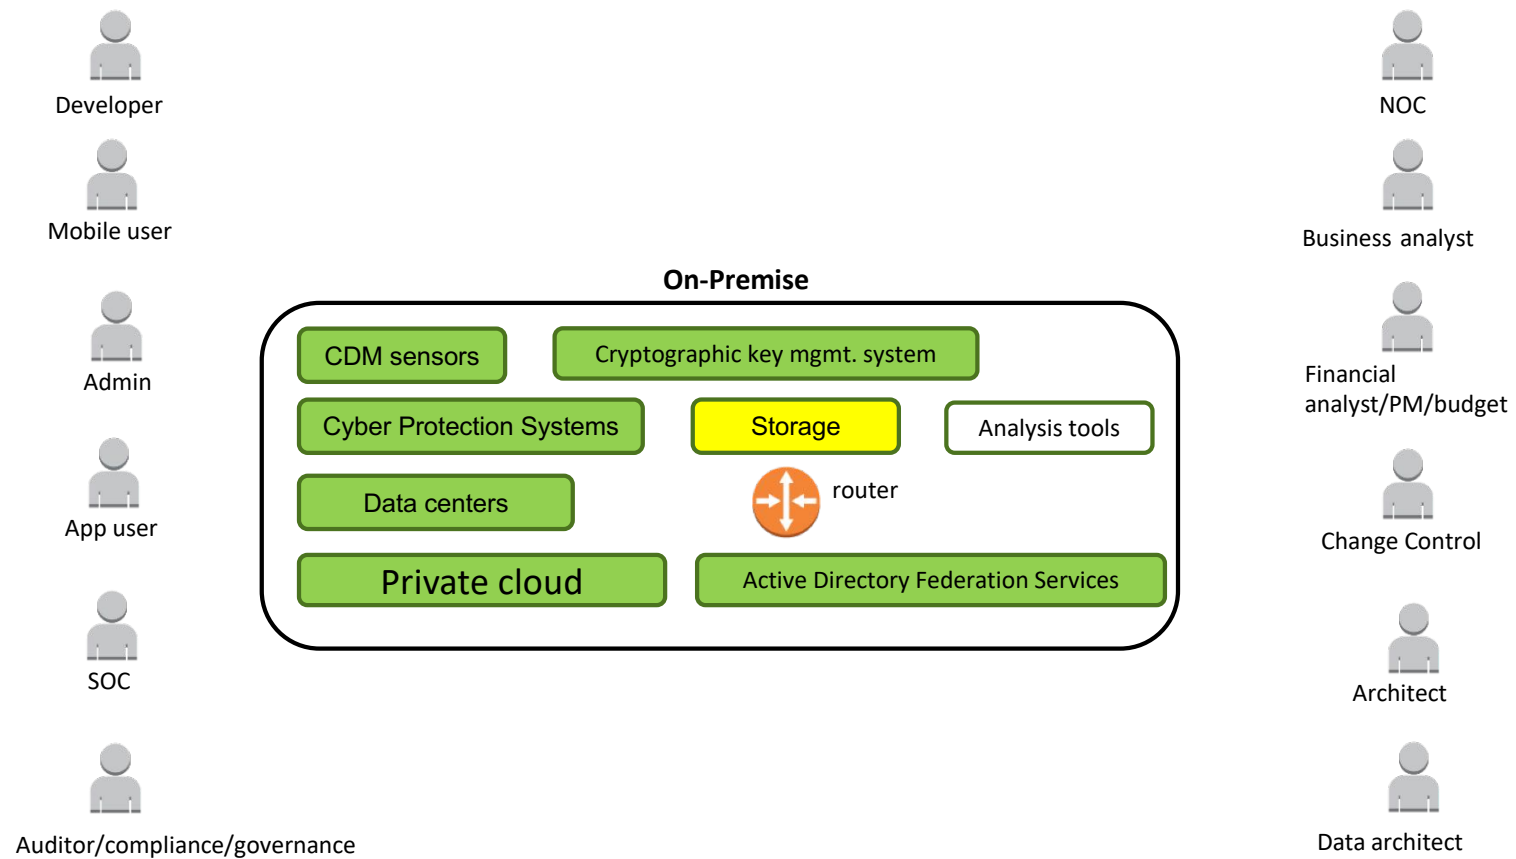 Developer
NOC
Mobile user
Business analyst
On-Premise
CDM sensors
Cryptographic key mgmt. system
Financial
analyst/PM/budget
Admin
Cyber Protection Systems
Storage
Analysis tools
Data centers
router
App user
Change Control
Private cloud
Active Directory Federation Services
SOC
Architect
Auditor/compliance/governance
Data architect